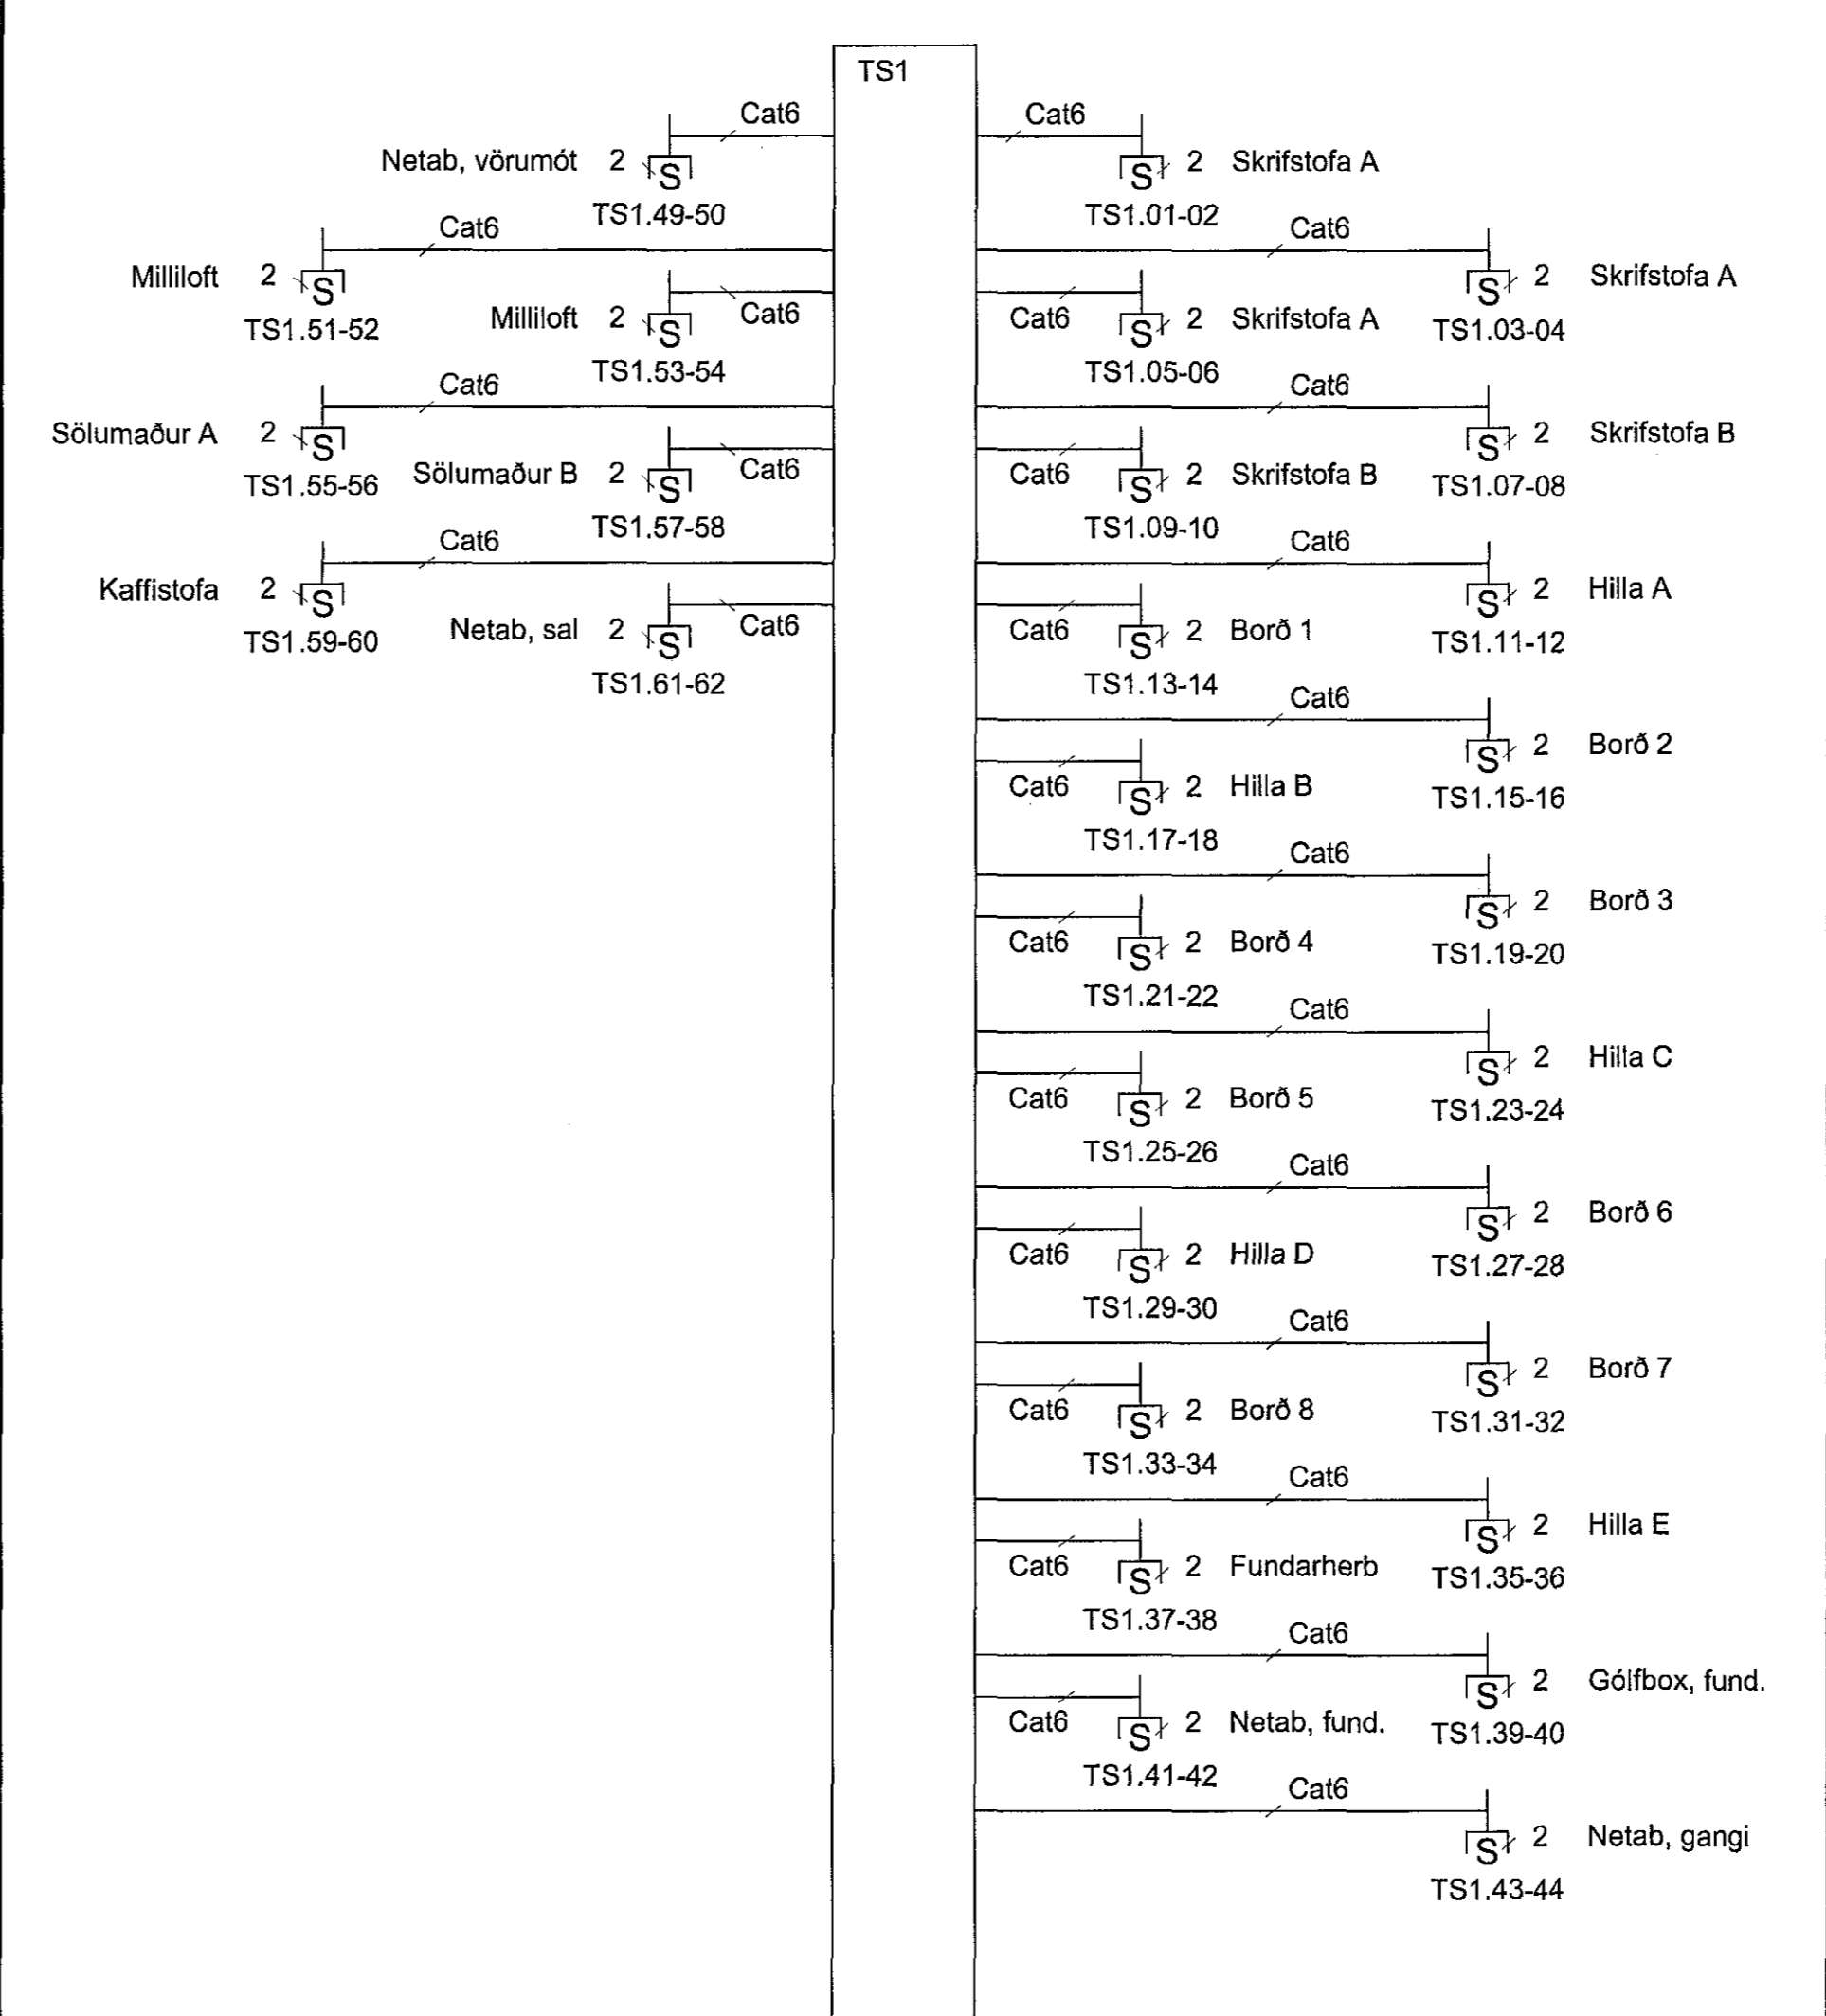 TS1
Cat6
Netab, vörumót 2 S
TS1.49-50
Cat6
Milliloft 2 S
TS1.51-52
Milliloft 2 S
Cat6
TS1.53-54
Cat6
Sölumaður A 2 S
TS1.55-56
Sölumaður B 2 S
Cat6
TS1.57-58
Cat6
Kaffistofa 2 S
TS1.59-60
Netab, sal 2 S
Cat6
TS1.61-62
Cat6
S 2 Skrifstofa A
TS1.01-02
Cat6
S 2 Skrifstofa A
TS1.03-04
Cat6
S 2 Skrifstofa A
TS1.05-06
Cat6
S 2 Skrifstofa B
TS1.07-08
Cat6
S 2 Skrifstofa B
TS1.09-10
Cat6
S 2 Hilla A
TS1.11-12
Cat6
S 2 Borð 1
TS1.13-14
Cat6
S 2 Borð 2
TS1.15-16
Cat6
S 2 Hilla B
TS1.17-18
Cat6
S 2 Borð 3
TS1.19-20
Cat6
S 2 Borð 4
TS1.21-22
Cat6
S 2 Hilla C
TS1.23-24
Cat6
S 2 Borð 5
TS1.25-26
Cat6
S 2 Borð 6
TS1.27-28
Cat6
S 2 Hilla D
TS1.29-30
Cat6
S 2 Borð 7
TS1.31-32
Cat6
S 2 Borð 8
TS1.33-34
Cat6
S 2 Hilla E
TS1.35-36
Cat6
S 2 Fundarherb
TS1.37-38
Cat6
S 2 Gólfbox, fund.
TS1.39-40
Cat6
S 2 Netab, fund.
TS1.41-42
Cat6
S 2 Netab, gangi
TS1.43-44